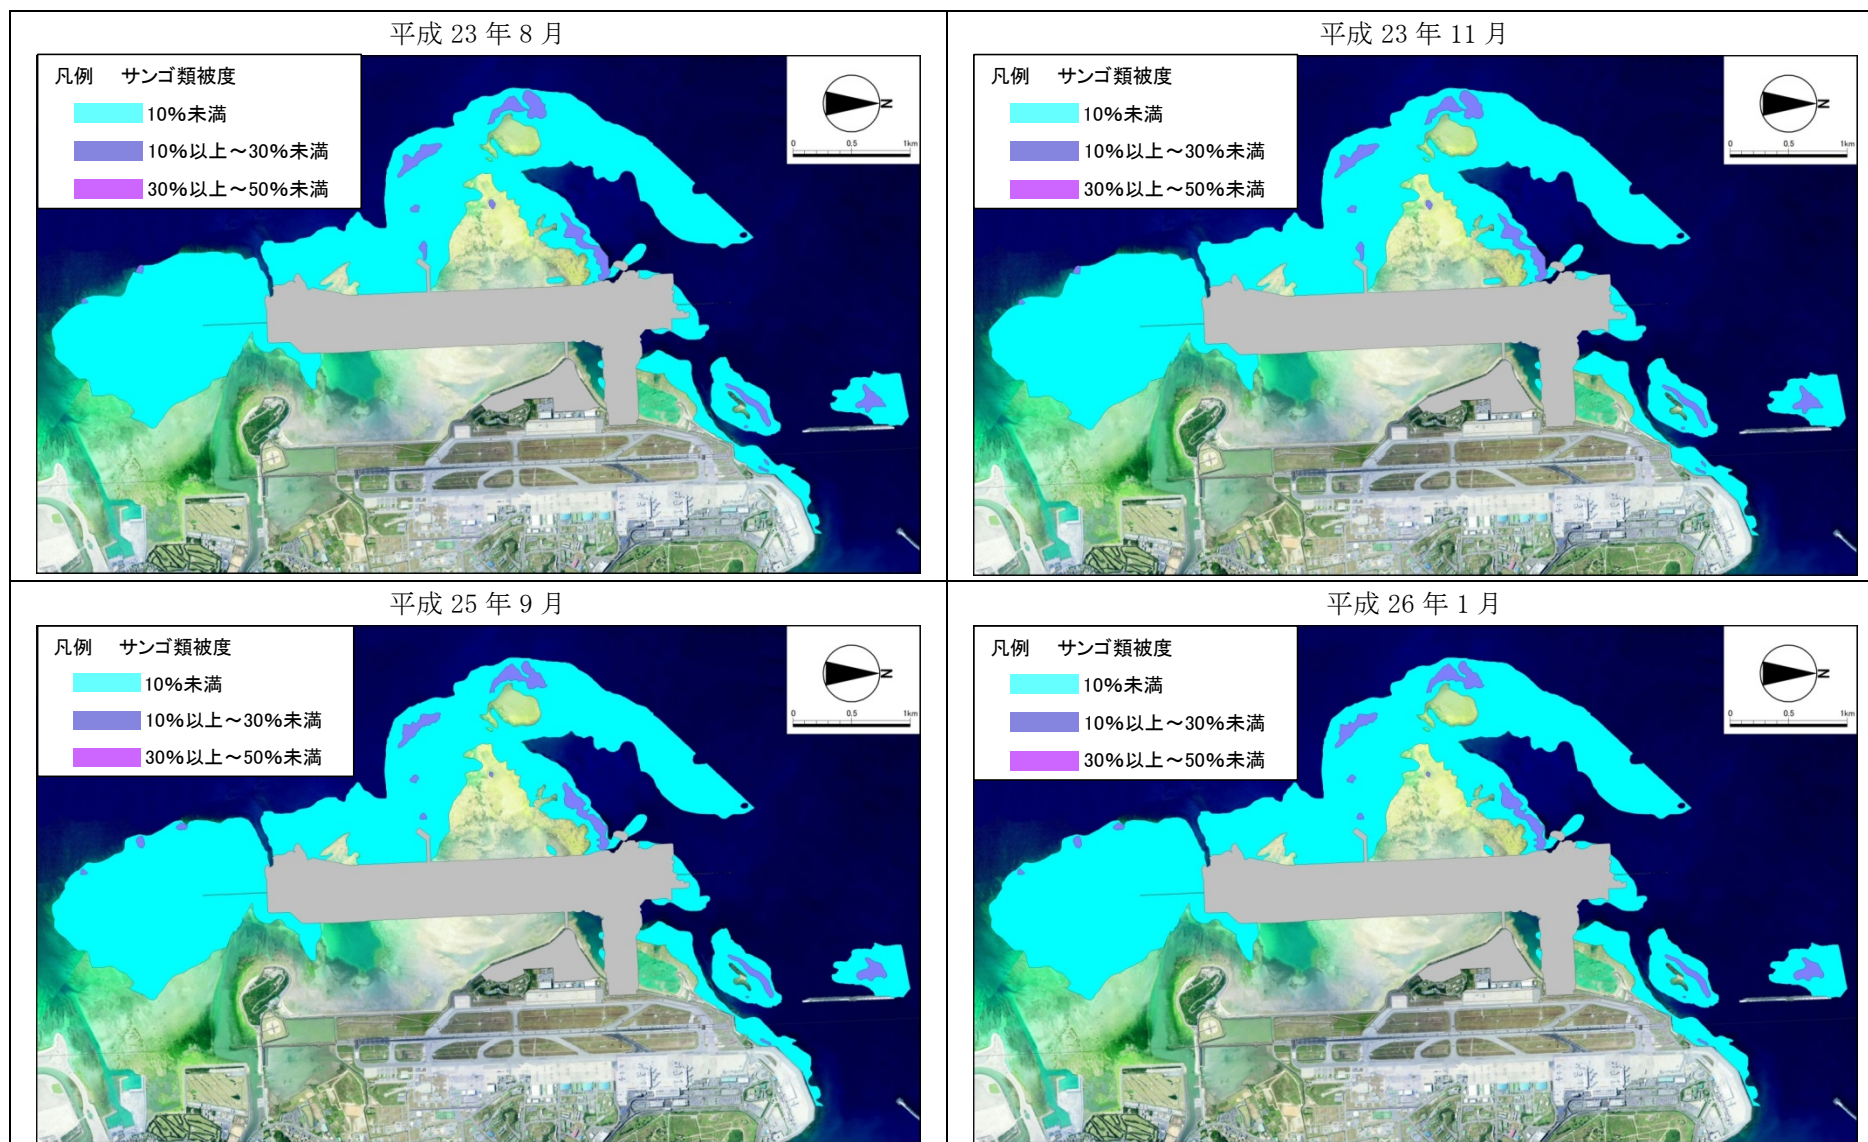 平成 23 年 8 月
凡例 サンゴ類被度
10%未満
10%以上～30%未満
30%以上～50%未満
N
0 0.5 1km
平成 23 年 11 月
凡例 サンゴ類被度
10%未満
10%以上～30%未満
30%以上～50%未満
N
0 0.5 1km
平成 25 年 9 月
凡例 サンゴ類被度
10%未満
10%以上～30%未満
30%以上～50%未満
N
0 0.5 1km
平成 26 年 1 月
凡例 サンゴ類被度
10%未満
10%以上～30%未満
30%以上～50%未満
N
0 0.5 1km